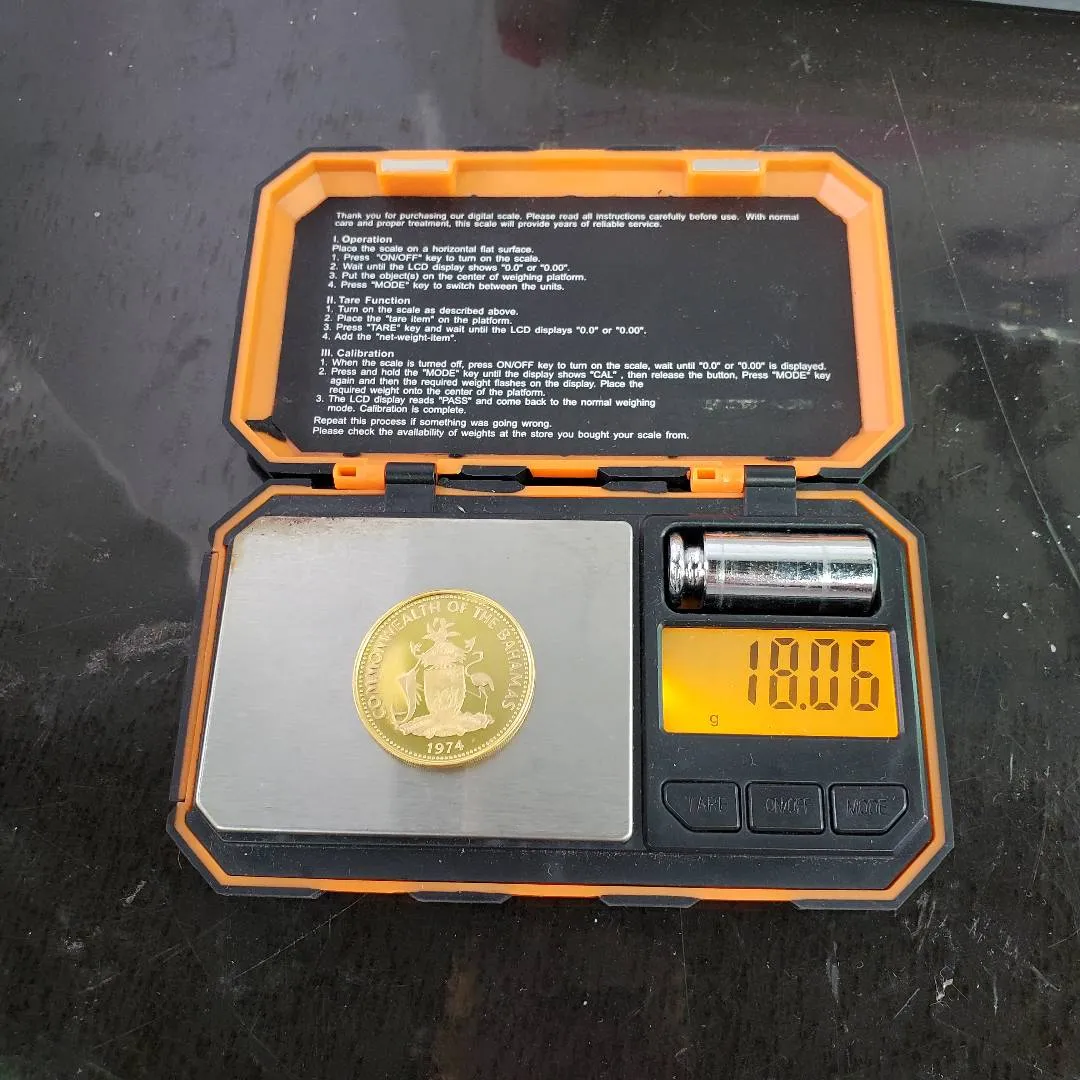 Thank you for purchasing our digital scale. Please read all instructions carefully before use. With normal
care and proper treatment, this scale will provide years of reliable service.
I. Operation
Place the scale on a horizontal flat surface.
1. Press "ON/OFF" key to turn on the scale.
2. Wait until the LCD display shows "0.0" or "0.00".
3. Put the object(s) on the center of weighing platform.
4. Press "MODE" key to switch between the units.
II. Tare Function
1. Turn on the scale as described above.
2. Place the "tare item" on the platform.
3. Press "TARE" key and wait until the LCD displays "0.0" or "0.00".
4. Add the "net-weight-item".
III. Calibration
1. When the scale is turned off, press ON/OFF key to turn on the scale, wait until "0.0" or "0.00" is displayed.
2. Press and hold the "MODE" key until the display shows "CAL", then release the button, Press "MODE" key
again and then the required weight flashes on the display. Place the
required weight onto the center of the platform.
3. The LCD display reads "PASS" and come back to the normal weighing
mode. Calibration is complete.
Repeat this process if something was going wrong.
Please check the availability of weights at the store you bought your scale from.
COMMONWEALTH OF THE BAHAMAS
1974
18.06
g
TARE ON/OFF MODE